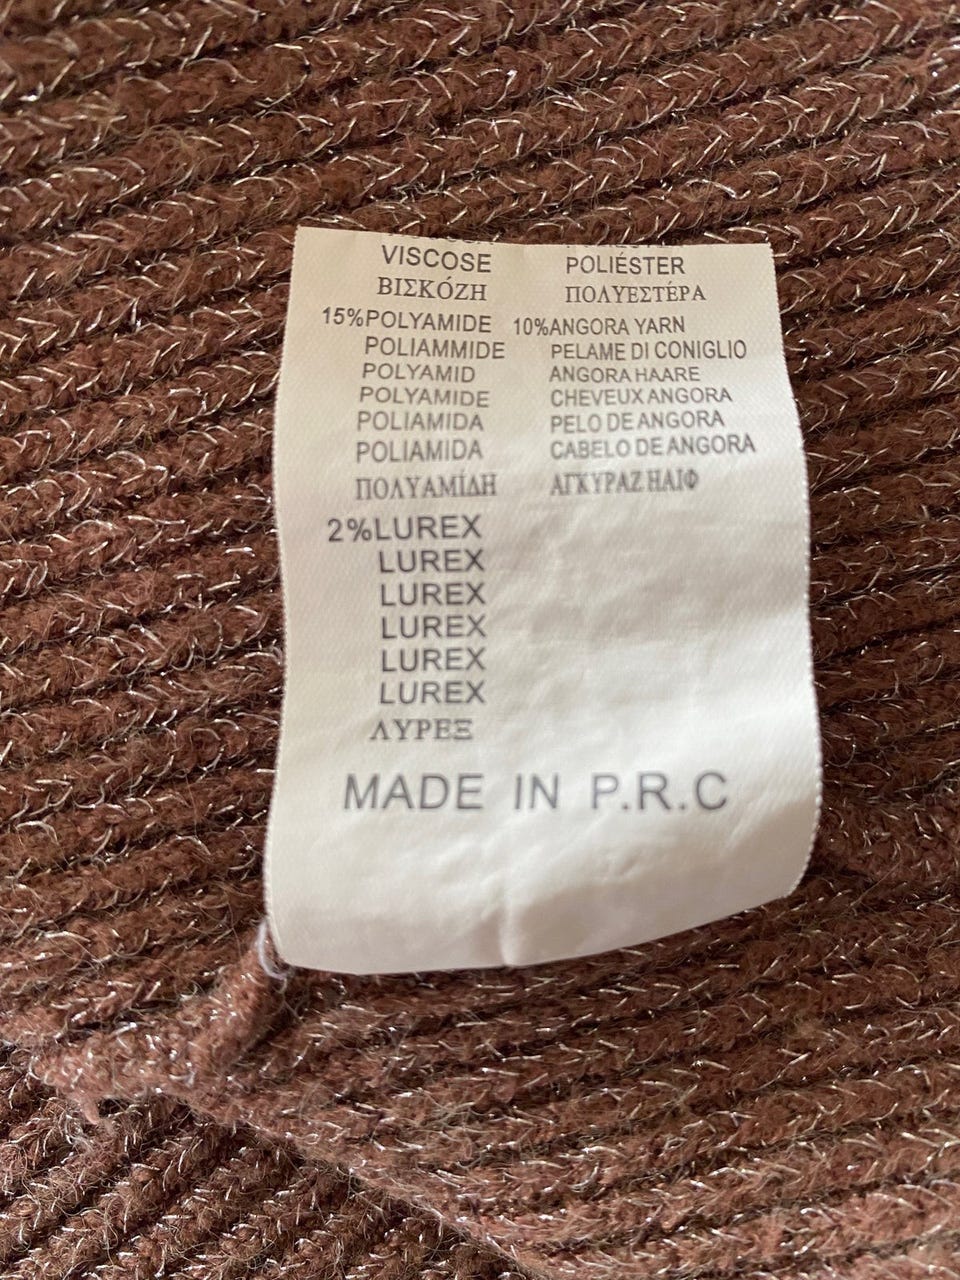 VISCOSE POLIÉSTER
ΒΙΣΚΌΖΗ ΠΟΛΥΕΣΤΈΡΑ
15%POLYAMIDE 10%ANGORA YARN
POLIAMMIDE PELAME DI CONIGLIO
POLYAMID ANGORA HAARE
POLYAMIDE CHEVEUX ANGORA
POLIAMIDA PELO DE ANGORA
POLIAMIDA CABELO DE ANGORA
ΠΟΛΥΑΜΊΔΗ ΑΓΚΥΡΑΖ ΗΛΙΦ
2%LUREX
LUREX
LUREX
LUREX
LUREX
LUREX
ΛΥΡΕΞ
MADE IN P.R.C